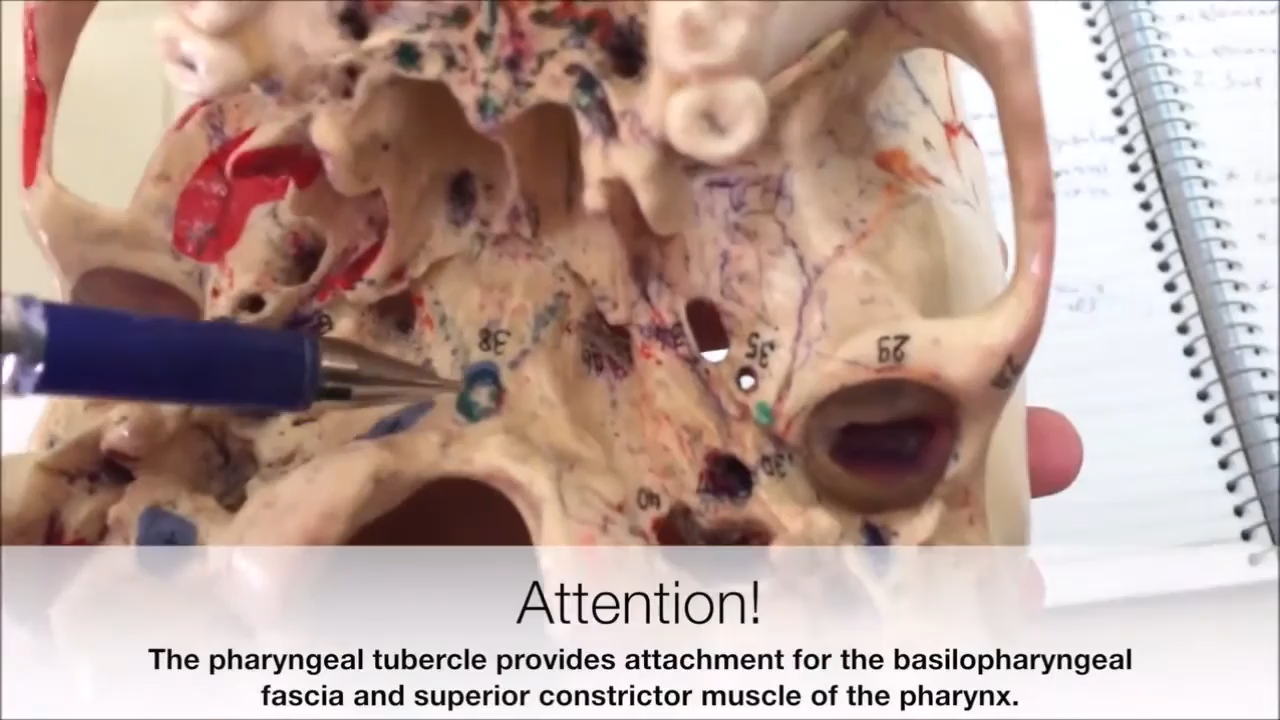 38
35
29
30
40
Attention!
The pharyngeal tubercle provides attachment for the basilopharyngeal
fascia and superior constrictor muscle of the pharynx.